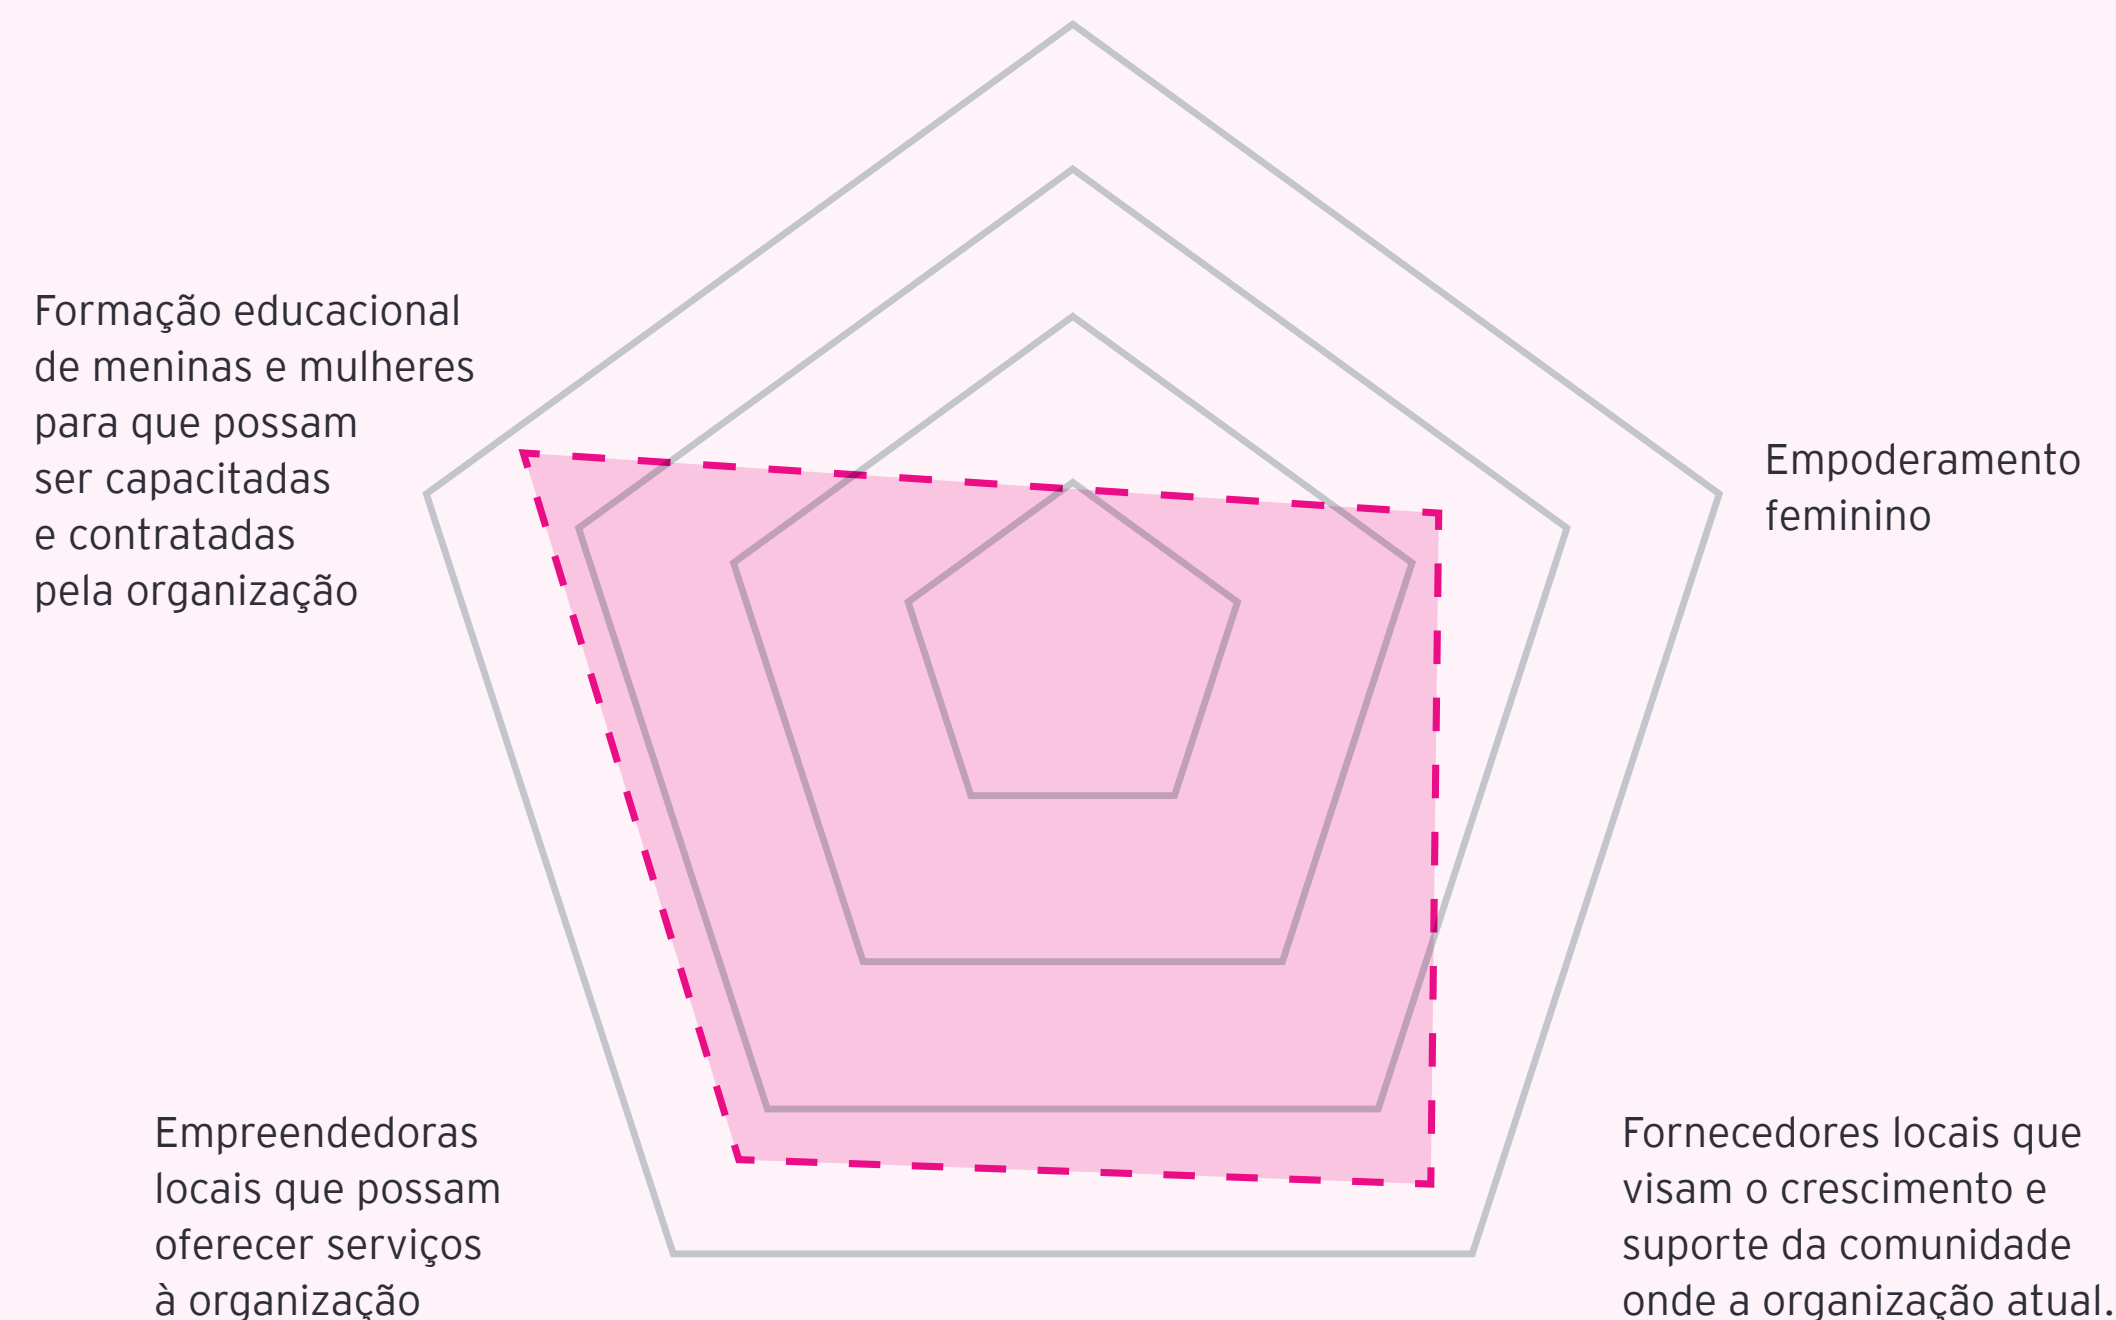 Formação educacional
de meninas e mulheres
para que possam
ser capacitadas
e contratadas
pela organização
Empoderamento
feminino
Empreendedoras
locais que possam
oferecer serviços
à organização
Fornecedores locais que
visam o crescimento e
suporte da comunidade
onde a organização atual.